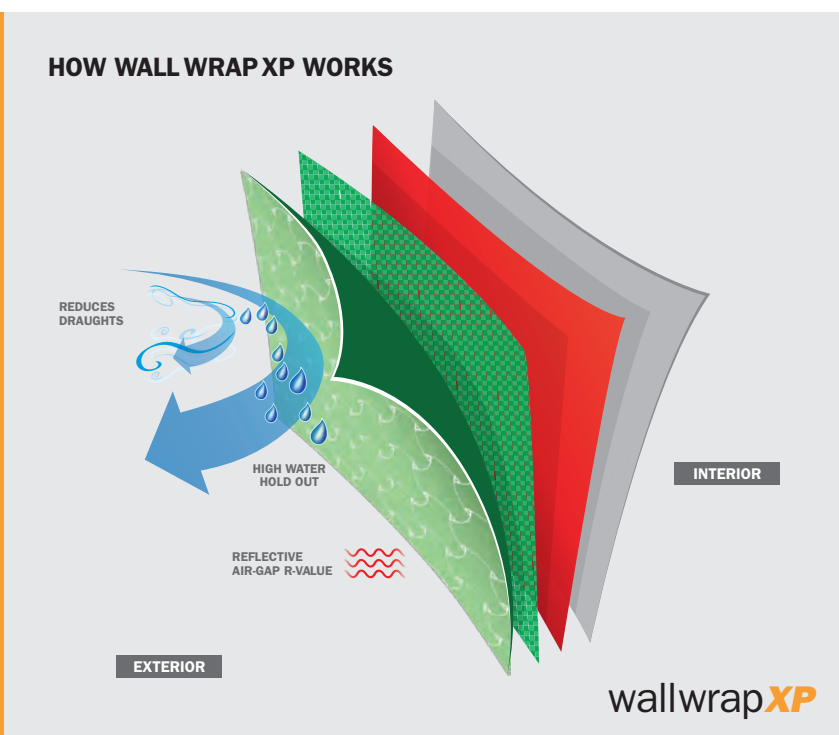 HOW WALL WRAP XP WORKS
REDUCES
DRAUGHTS
HIGH WATER
HOLD OUT
INTERIOR
REFLECTIVE
AIR-GAP R-VALUE
EXTERIOR
wallwrapXP